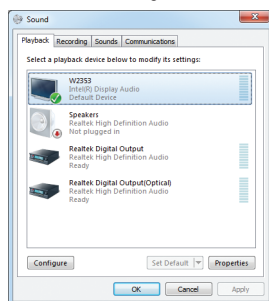 Sound
Playback Recording Sounds Communications
Select a playback device below to modify its settings:
W2353
Intel(R) Display Audio
Default Device
Speakers
Realtek High Definition Audio
Not plugged in
Realtek Digital Output
Realtek High Definition Audio
Ready
Realtek Digital Output(Optical)
Realtek High Definition Audio
Ready
Configure Set Default Properties
OK Cancel Apply